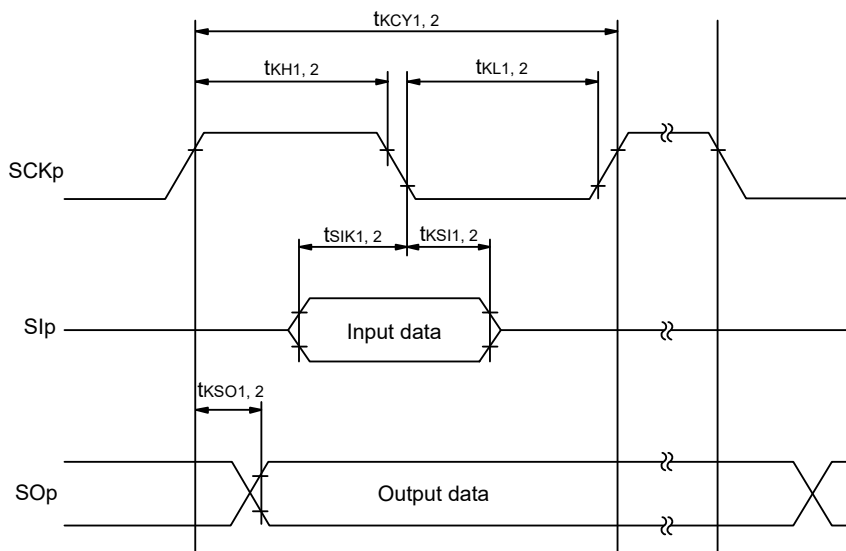 tKCY1, 2
tKH1, 2
tKL1, 2
SCKp
tSIK1, 2
tKSI1, 2
SIp
Input data
tKSO1, 2
SOp
Output data